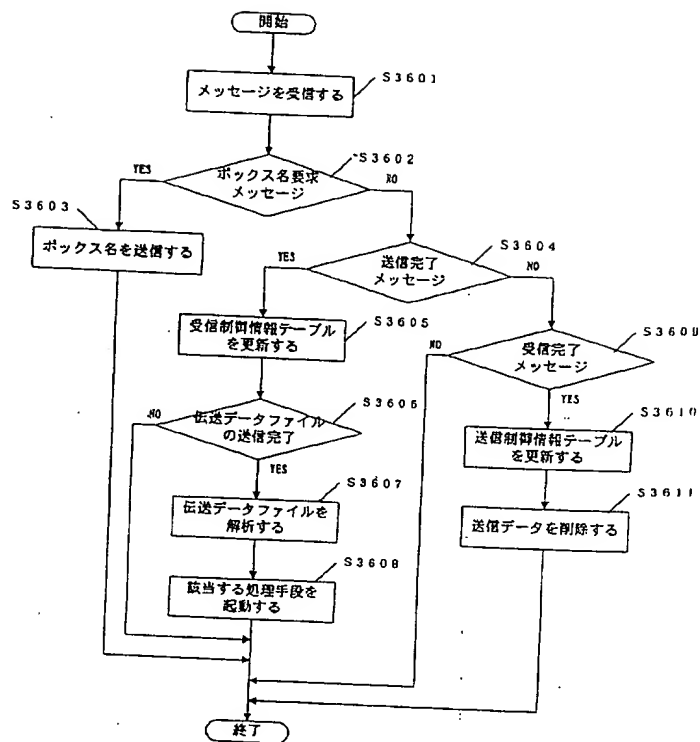 開始
メッセージを受信する
S3601
ボックス名要求
メッセージ
S3602
YES
NO
S3603
ボックス名を送信する
送信完了
メッセージ
S3604
YES
NO
受信制御情報テーブル
を更新する
S3605
受信完了
メッセージ
S3609
NO
YES
伝送データファイル
の送信完了
S3606
NO
YES
送信制御情報テーブル
を更新する
S3610
伝送データファイルを
解析する
S3607
送信データを削除する
S3611
該当する処理手段を
起動する
S3608
終了